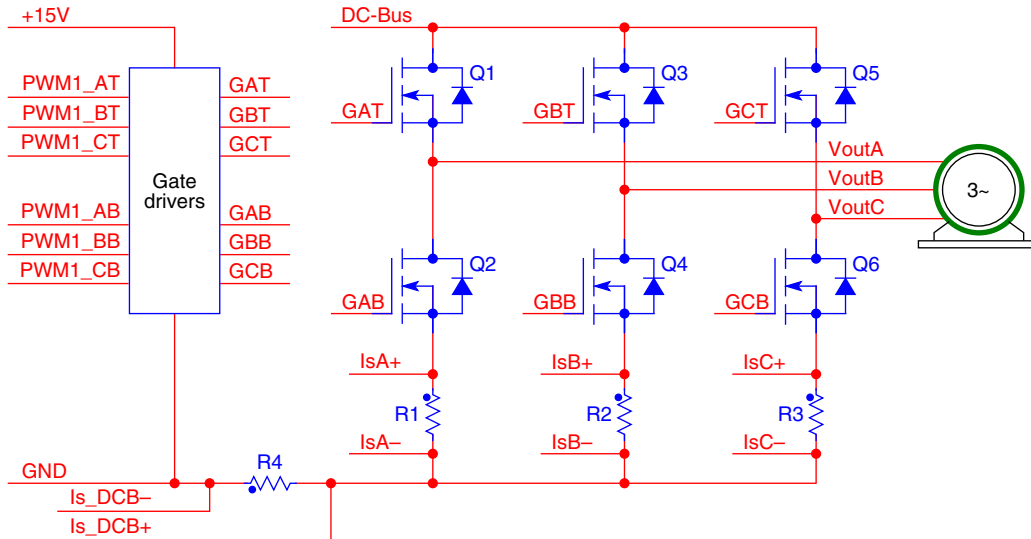 +15V
DC-Bus
PWM1_AT
PWM1_BT
PWM1_CT
PWM1_AB
PWM1_BB
PWM1_CB
Gate
drivers
GAT
GBT
GCT
GAB
GBB
GCB
GAT
Q1
GBT
Q3
GCT
Q5
VoutA
VoutB
VoutC
3~
GAB
Q2
GBB
Q4
GCB
Q6
IsA+
IsB+
IsC+
R1
R2
R3
IsA–
IsB–
IsC–
GND
R4
Is_DCB–
Is_DCB+